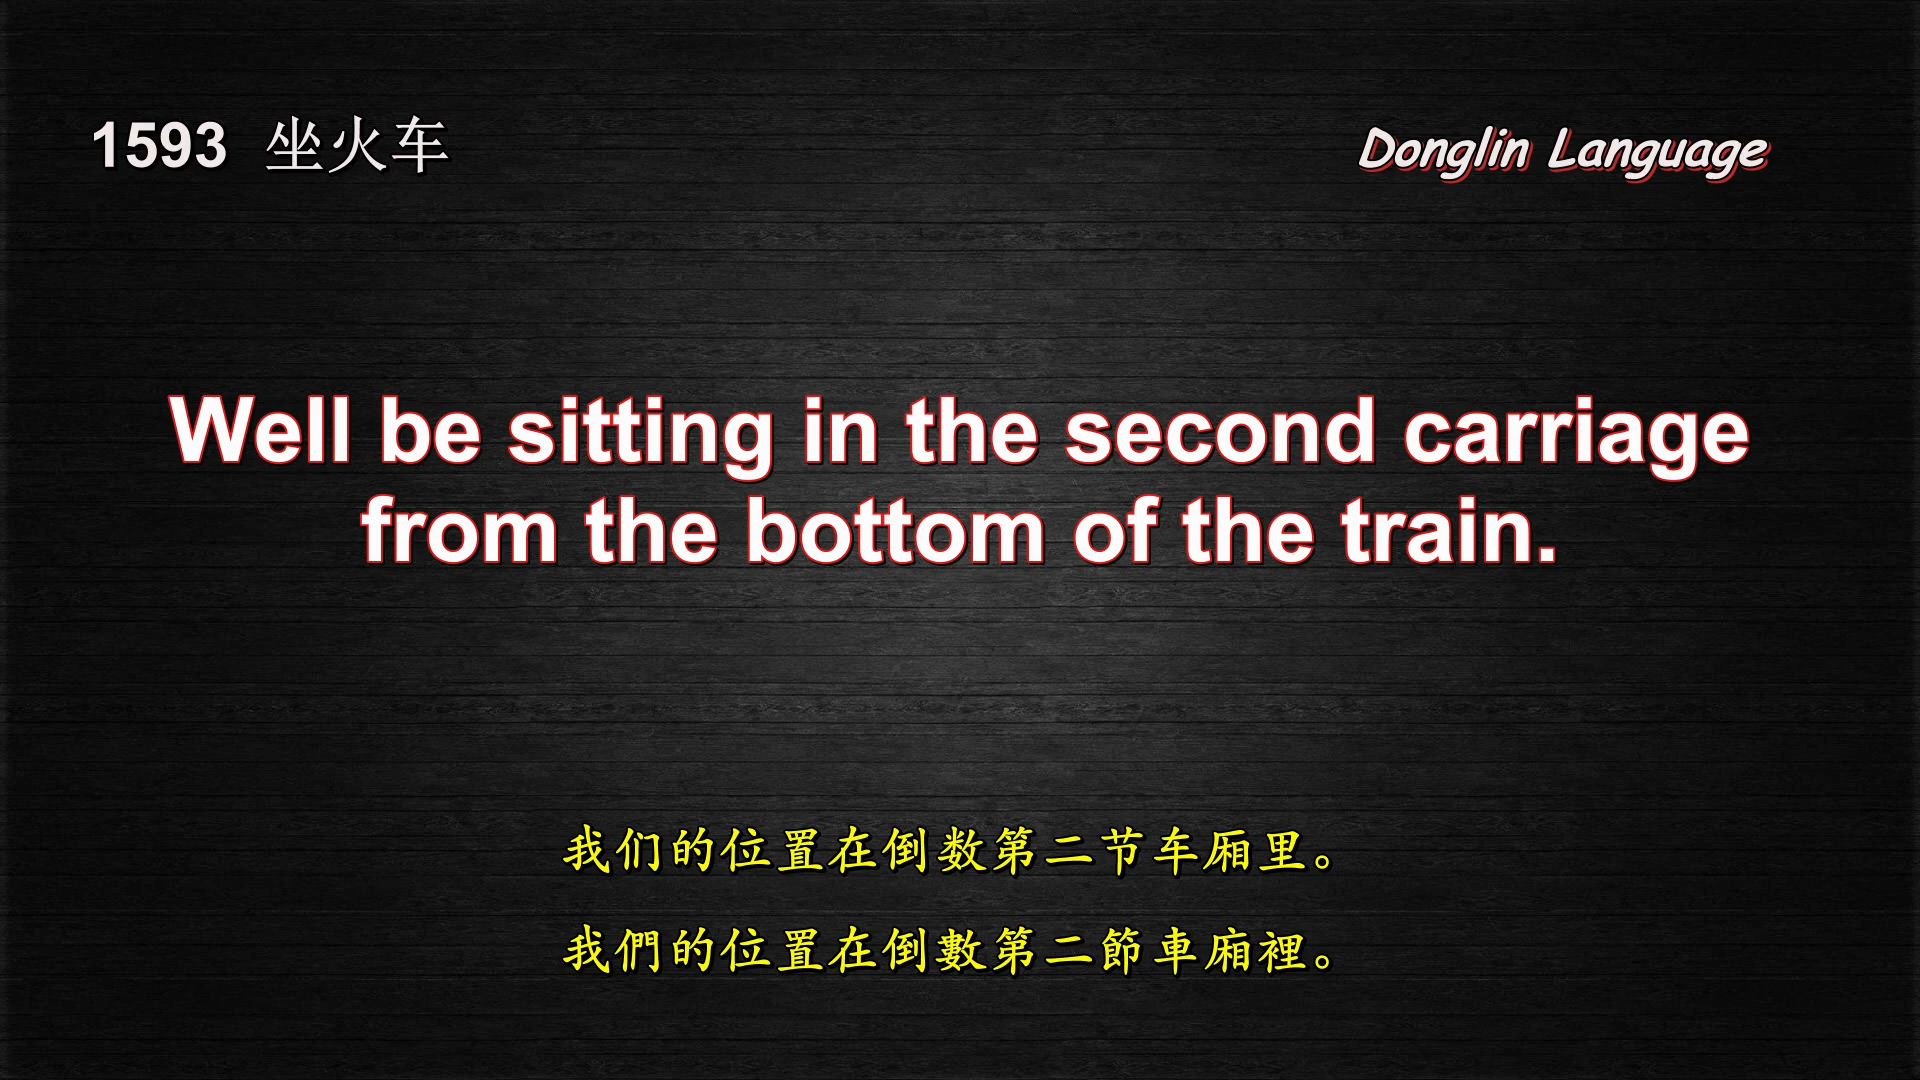 1593 坐火车
Donglin Language
Well be sitting in the second carriage
from the bottom of the train.
我们的位置在倒数第二节车厢里。
我們的位置在倒數第二節車廂裡。